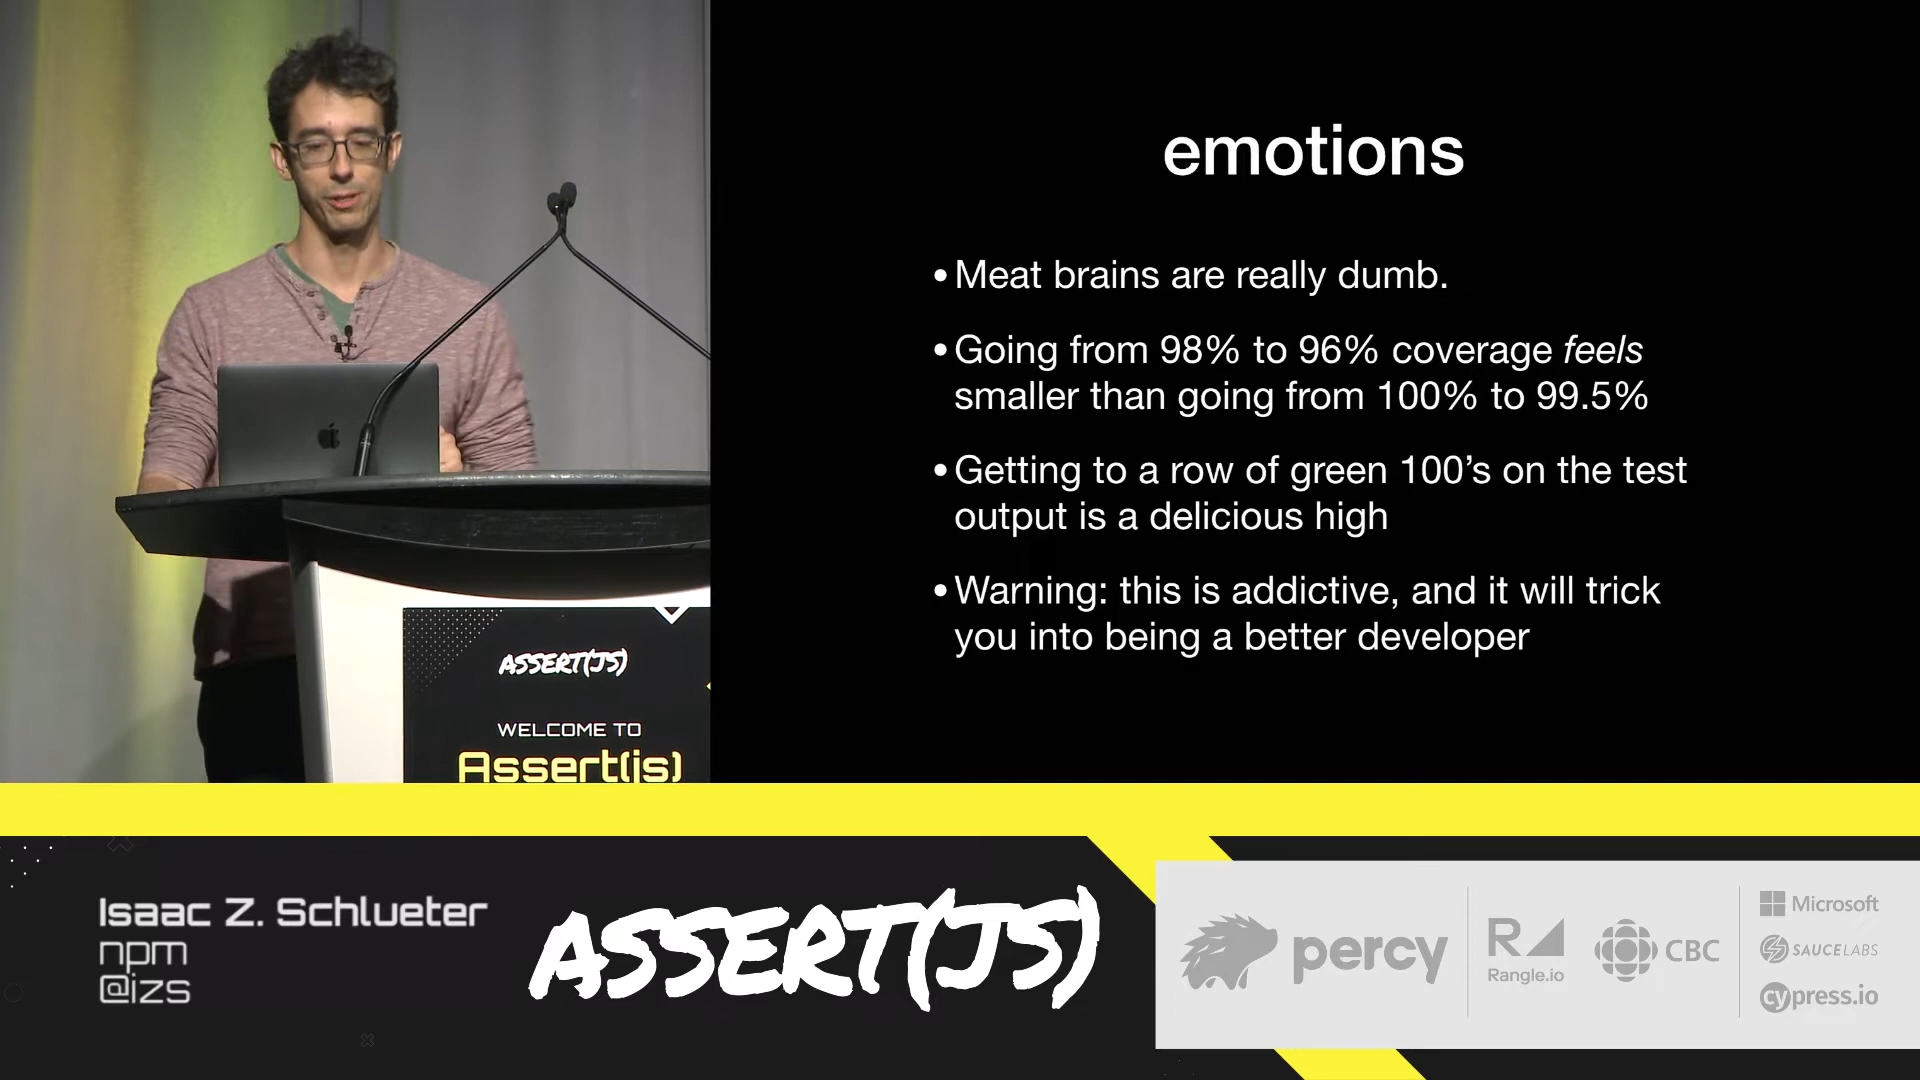 emotions
•Meat brains are really dumb.
•Going from 98% to 96% coverage feels
smaller than going from 100% to 99.5%
•Getting to a row of green 100’s on the test
output is a delicious high
•Warning: this is addictive, and it will trick
you into being a better developer
ASSERT(JS)
WELCOME TO
Assert(js)
Isaac Z. Schlueter
npm
@izs
ASSERT(JS)
percy
R
Rangle.io
CBC
Microsoft
SAUCELABS
cypress.io